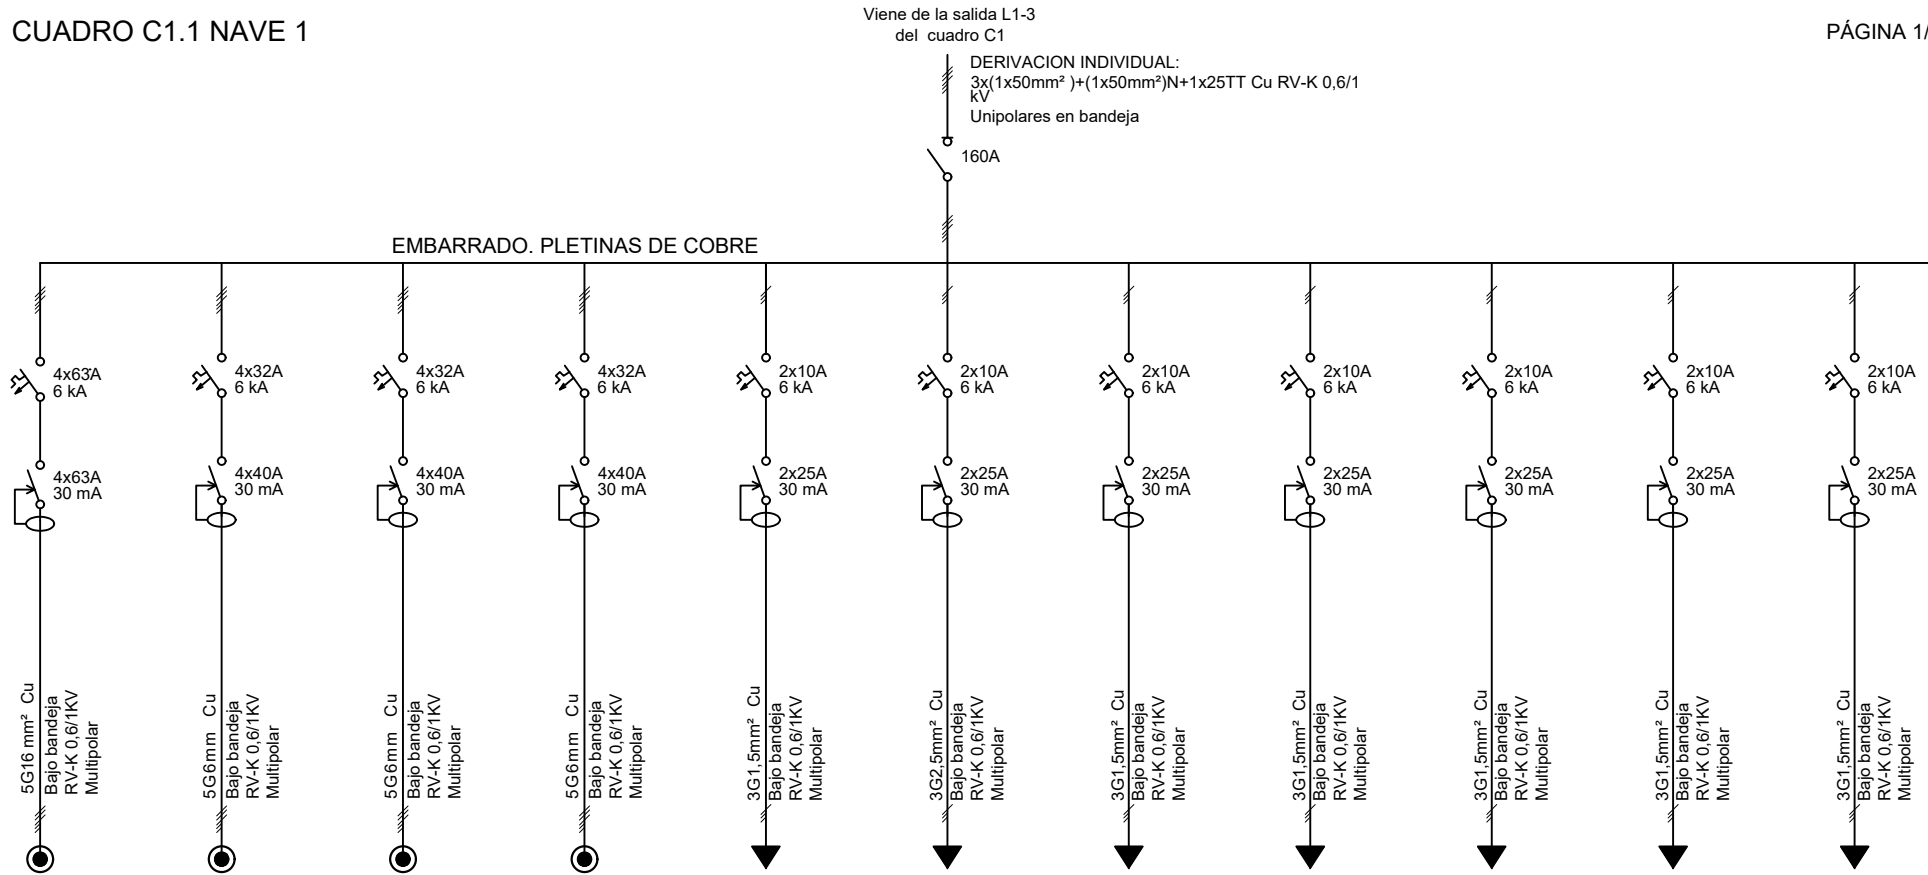 CUADRO C1.1 NAVE 1
Viene de la salida L1-3
del cuadro C1
PÁGINA 1/
DERIVACION INDIVIDUAL:
3x(1x50mm² )+(1x50mm²)N+1x25TT Cu RV-K 0,6/1
kV
Unipolares en bandeja
160A
EMBARRADO. PLETINAS DE COBRE
4x63A
6 kA
4x32A
6 kA
4x32A
6 kA
4x32A
6 kA
2x10A
6 kA
2x10A
6 kA
2x10A
6 kA
2x10A
6 kA
2x10A
6 kA
2x10A
6 kA
2x10A
6 kA
4x63A
30 mA
4x40A
30 mA
4x40A
30 mA
4x40A
30 mA
2x25A
30 mA
2x25A
30 mA
2x25A
30 mA
2x25A
30 mA
2x25A
30 mA
2x25A
30 mA
2x25A
30 mA
5G16 mm² Cu
Bajo bandeja
RV-K 0,6/1KV
Multipolar
5G6mm Cu
Bajo bandeja
RV-K 0,6/1KV
Multipolar
5G6mm Cu
Bajo bandeja
RV-K 0,6/1KV
Multipolar
5G6mm Cu
Bajo bandeja
RV-K 0,6/1KV
Multipolar
3G1,5mm² Cu
Bajo bandeja
RV-K 0,6/1KV
Multipolar
3G2,5mm² Cu
Bajo bandeja
RV-K 0,6/1KV
Multipolar
3G1,5mm² Cu
Bajo bandeja
RV-K 0,6/1KV
Multipolar
3G1,5mm² Cu
Bajo bandeja
RV-K 0,6/1KV
Multipolar
3G1,5mm² Cu
Bajo bandeja
RV-K 0,6/1KV
Multipolar
3G1,5mm² Cu
Bajo bandeja
RV-K 0,6/1KV
Multipolar
3G1,5mm² Cu
Bajo bandeja
RV-K 0,6/1KV
Multipolar